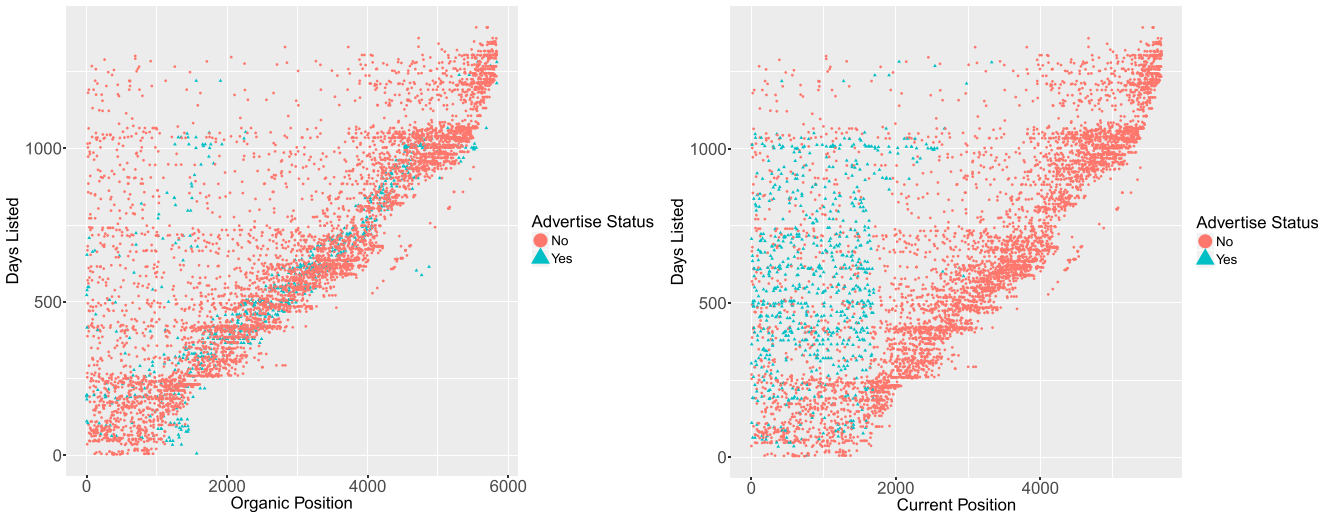 Days Listed
1000
500
0
0
2000
4000
6000
Organic Position
Advertise Status
No
Yes
Days Listed
1000
500
0
0
2000
4000
Current Position
Advertise Status
No
Yes